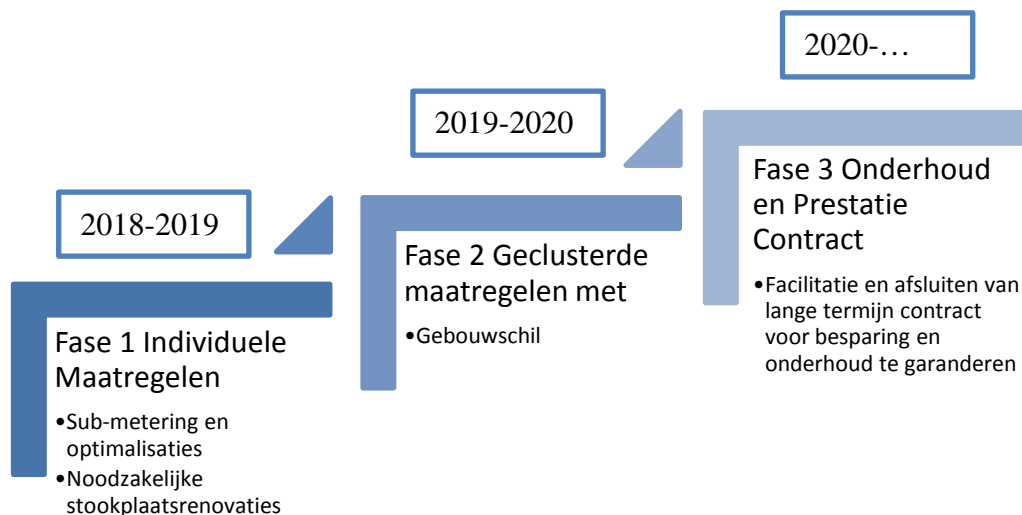 2018-2019
Fase 1 Individuele
Maatregelen
•Sub-metering en
optimalisaties
•Noodzakelijke
stookplaatsrenovaties
2019-2020
Fase 2 Geclusterde
maatregelen met
•Gebouwschil
2020-…
Fase 3 Onderhoud
en Prestatie
Contract
•Facilitatie en afsluiten van
lange termijn contract
voor besparing en
onderhoud te garanderen